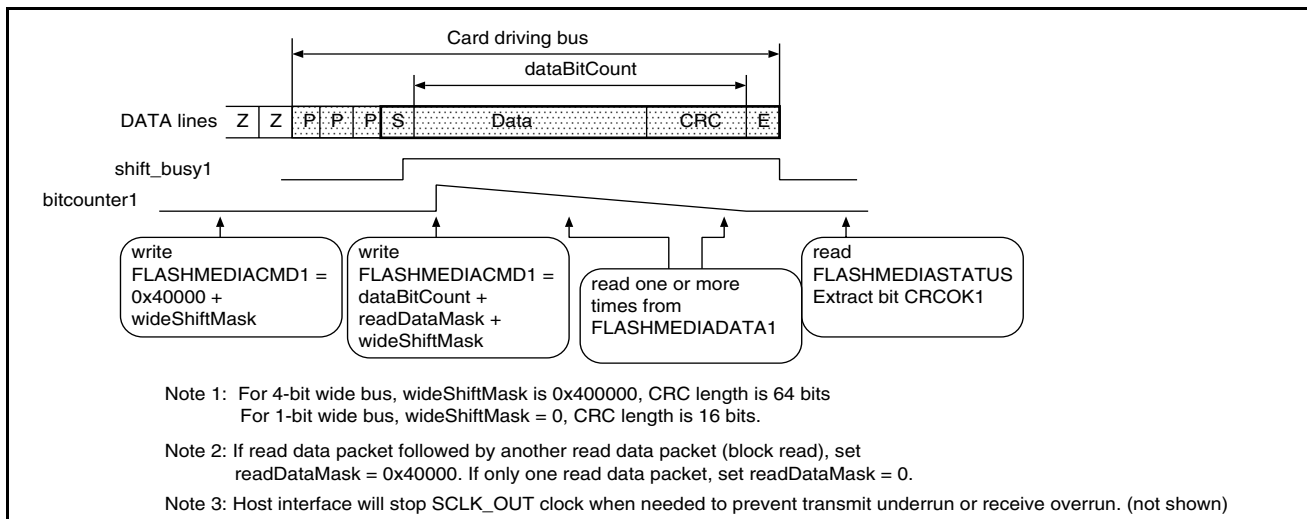 Card driving bus
dataBitCount
DATA lines Z Z P P P S Data CRC E
shift_busy1
bitcounter1
write
FLASHMEDIACMD1 =
0x40000 +
wideShiftMask
write
FLASHMEDIACMD1 =
dataBitCount +
readDataMask +
wideShiftMask
read one or more
times from
FLASHMEDIADATA1
read
FLASHMEDIASTATUS
Extract bit CRCOK1
Note 1: For 4-bit wide bus, wideShiftMask is 0x400000, CRC length is 64 bits
For 1-bit wide bus, wideShiftMask = 0, CRC length is 16 bits.
Note 2: If read data packet followed by another read data packet (block read), set
readDataMask = 0x40000. If only one read data packet, set readDataMask = 0.
Note 3: Host interface will stop SCLK_OUT clock when needed to prevent transmit underrun or receive overrun. (not shown)